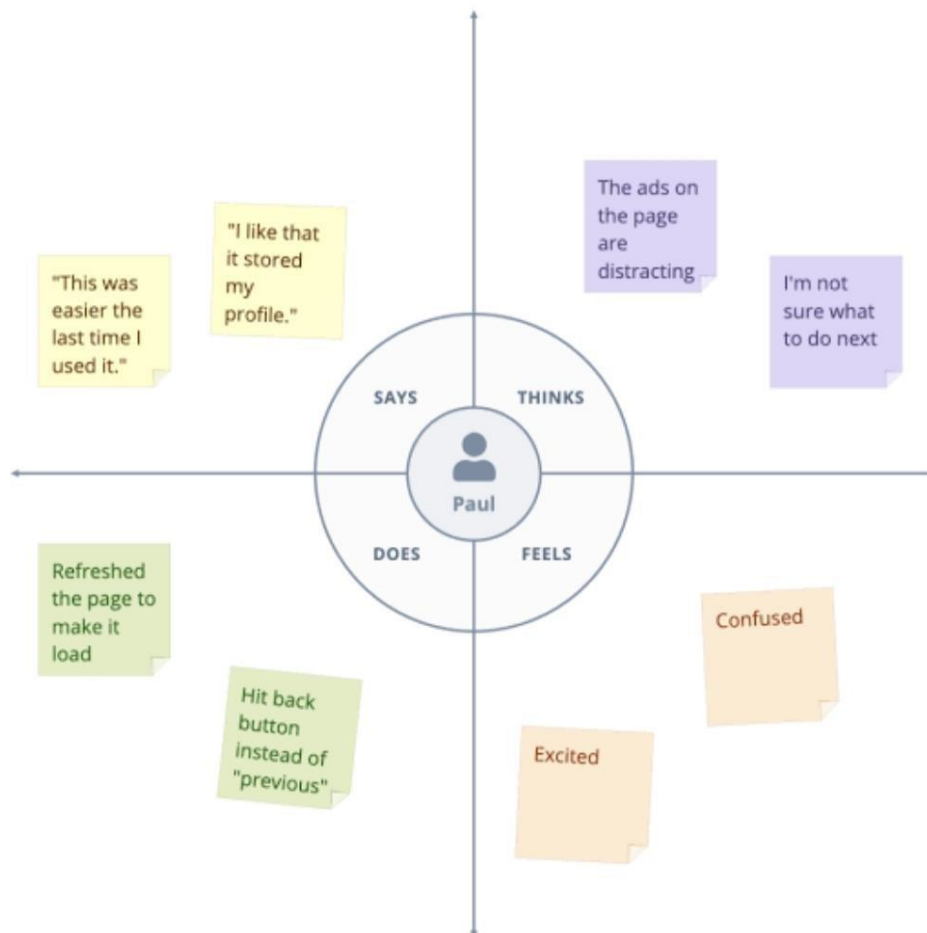 "This was
easier the
last time I
used it."
"I like that
it stored
my
profile."
The ads on
the page
are
distracting
I'm not
sure what
to do next
SAYS
THINKS
Paul
DOES
FEELS
Refreshed
the page to
make it
load
Hit back
button
instead of
"previous"
Excited
Confused